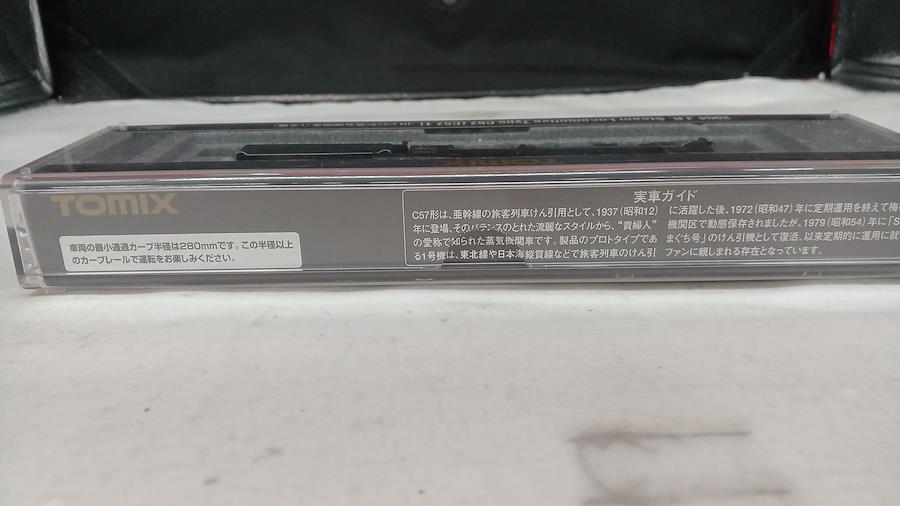 Steam Locomotive Type C57 (C57-1)
TOMIX
TOMIX
車両の最小通過カーブ半径は280mmです。この半径以上
のカーブレールで運転をお楽しみください。
実車ガイド
C57形は、亜幹線の旅客列車けん引用として、1937(昭和12)
年に登場、そのバランスのとれた流麗なスタイルから、“貴婦人”
の愛称で知られた蒸気機関車です。製品のプロトタイプであ
る1号機は、東北線や日本海縦貫線などで旅客列車のけん引
に活躍した後、1972(昭和47)年に定期運用を終えて梅
機関区で動態保存されましたが、1979(昭和54)年に「S
まぐち号」のけん引機として復活、以来定期的に運用に就
ファンに親しまれる存在となっています。